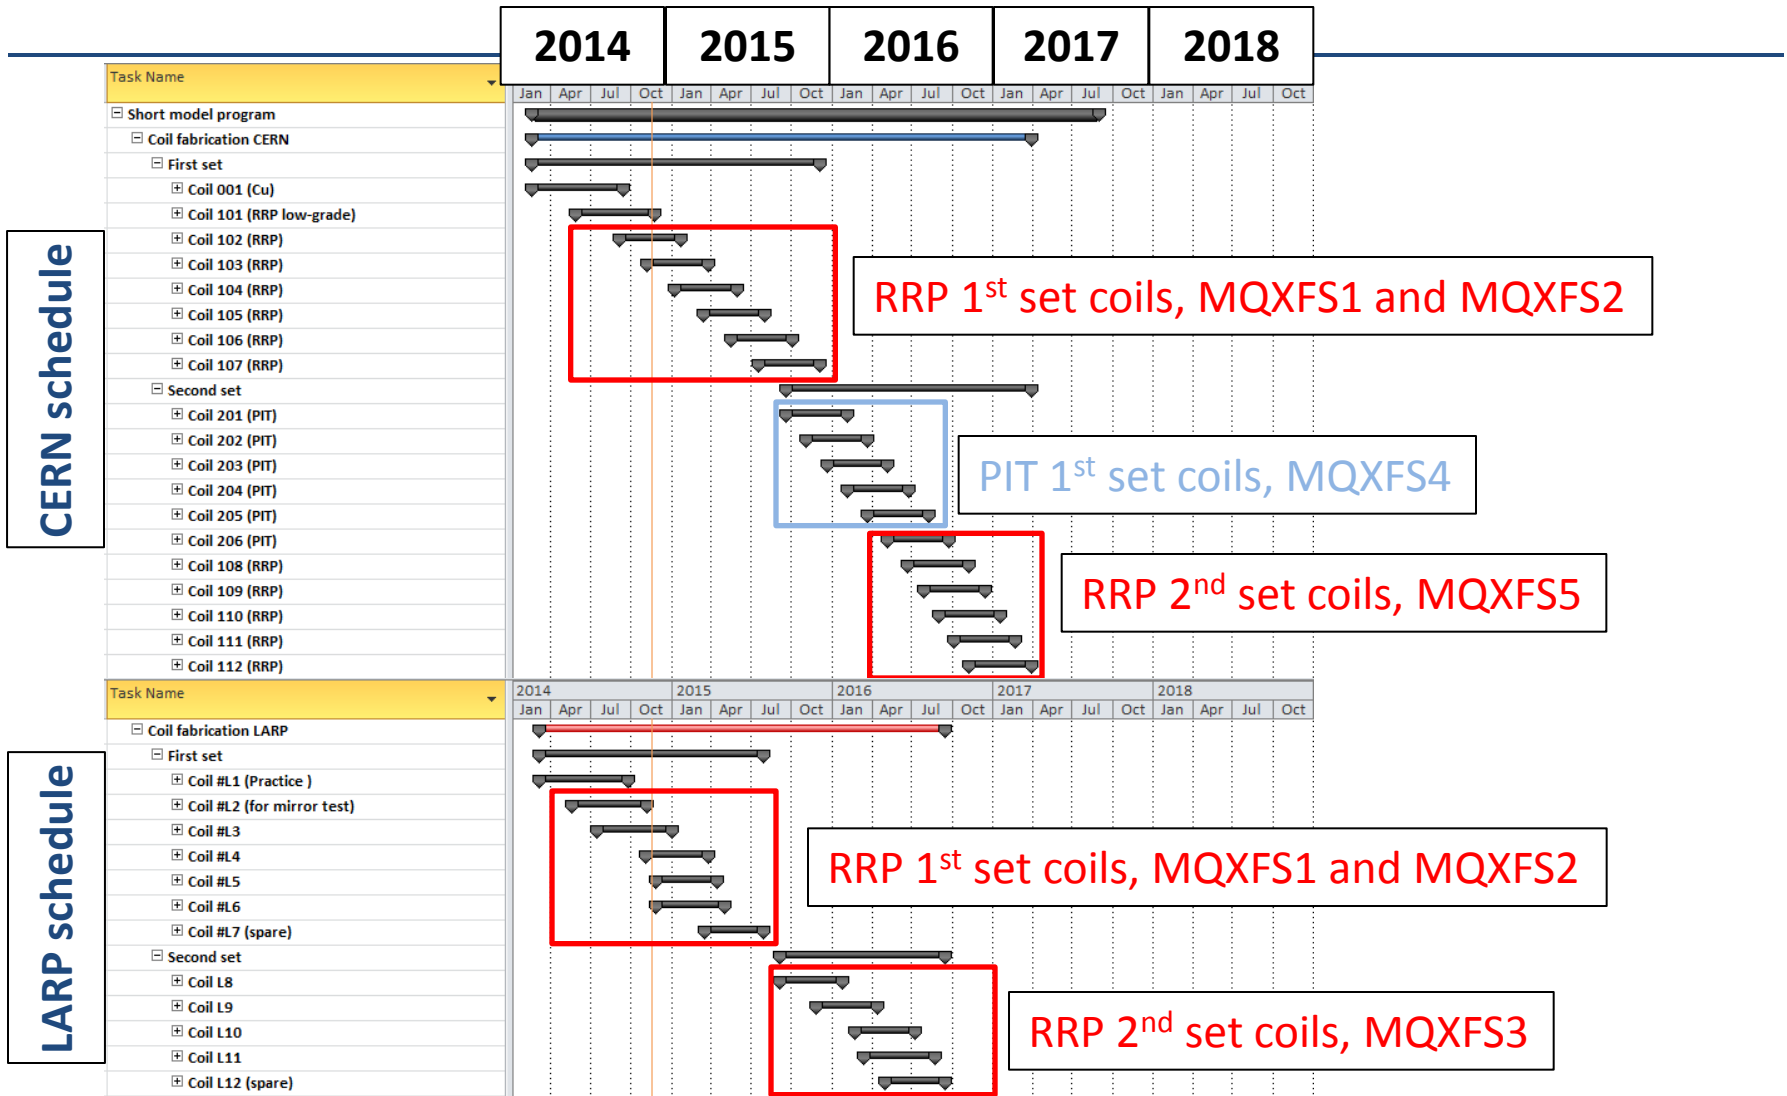 2014 2015 2016 2017 2018
Task Name
Jan Apr Jul Oct Jan Apr Jul Oct Jan Apr Jul Oct Jan Apr Jul Oct Jan Apr Jul Oct
Short model program
Coil fabrication CERN
First set
Coil 001 (Cu)
Coil 101 (RRP low-grade)
Coil 102 (RRP)
Coil 103 (RRP)
Coil 104 (RRP)
Coil 105 (RRP)
Coil 106 (RRP)
Coil 107 (RRP)
Second set
Coil 201 (PIT)
Coil 202 (PIT)
Coil 203 (PIT)
Coil 204 (PIT)
Coil 205 (PIT)
Coil 206 (PIT)
Coil 108 (RRP)
Coil 109 (RRP)
Coil 110 (RRP)
Coil 111 (RRP)
Coil 112 (RRP)
CERN schedule
RRP 1st set coils, MQXFS1 and MQXFS2
PIT 1st set coils, MQXFS4
RRP 2nd set coils, MQXFS5
Task Name
2014 2015 2016 2017 2018
Jan Apr Jul Oct Jan Apr Jul Oct Jan Apr Jul Oct Jan Apr Jul Oct Jan Apr Jul Oct
Coil fabrication LARP
First set
Coil #L1 (Practice )
Coil #L2 (for mirror test)
Coil #L3
Coil #L4
Coil #L5
Coil #L6
Coil #L7 (spare)
Second set
Coil L8
Coil L9
Coil L10
Coil L11
Coil L12 (spare)
LARP schedule
RRP 1st set coils, MQXFS1 and MQXFS2
RRP 2nd set coils, MQXFS3